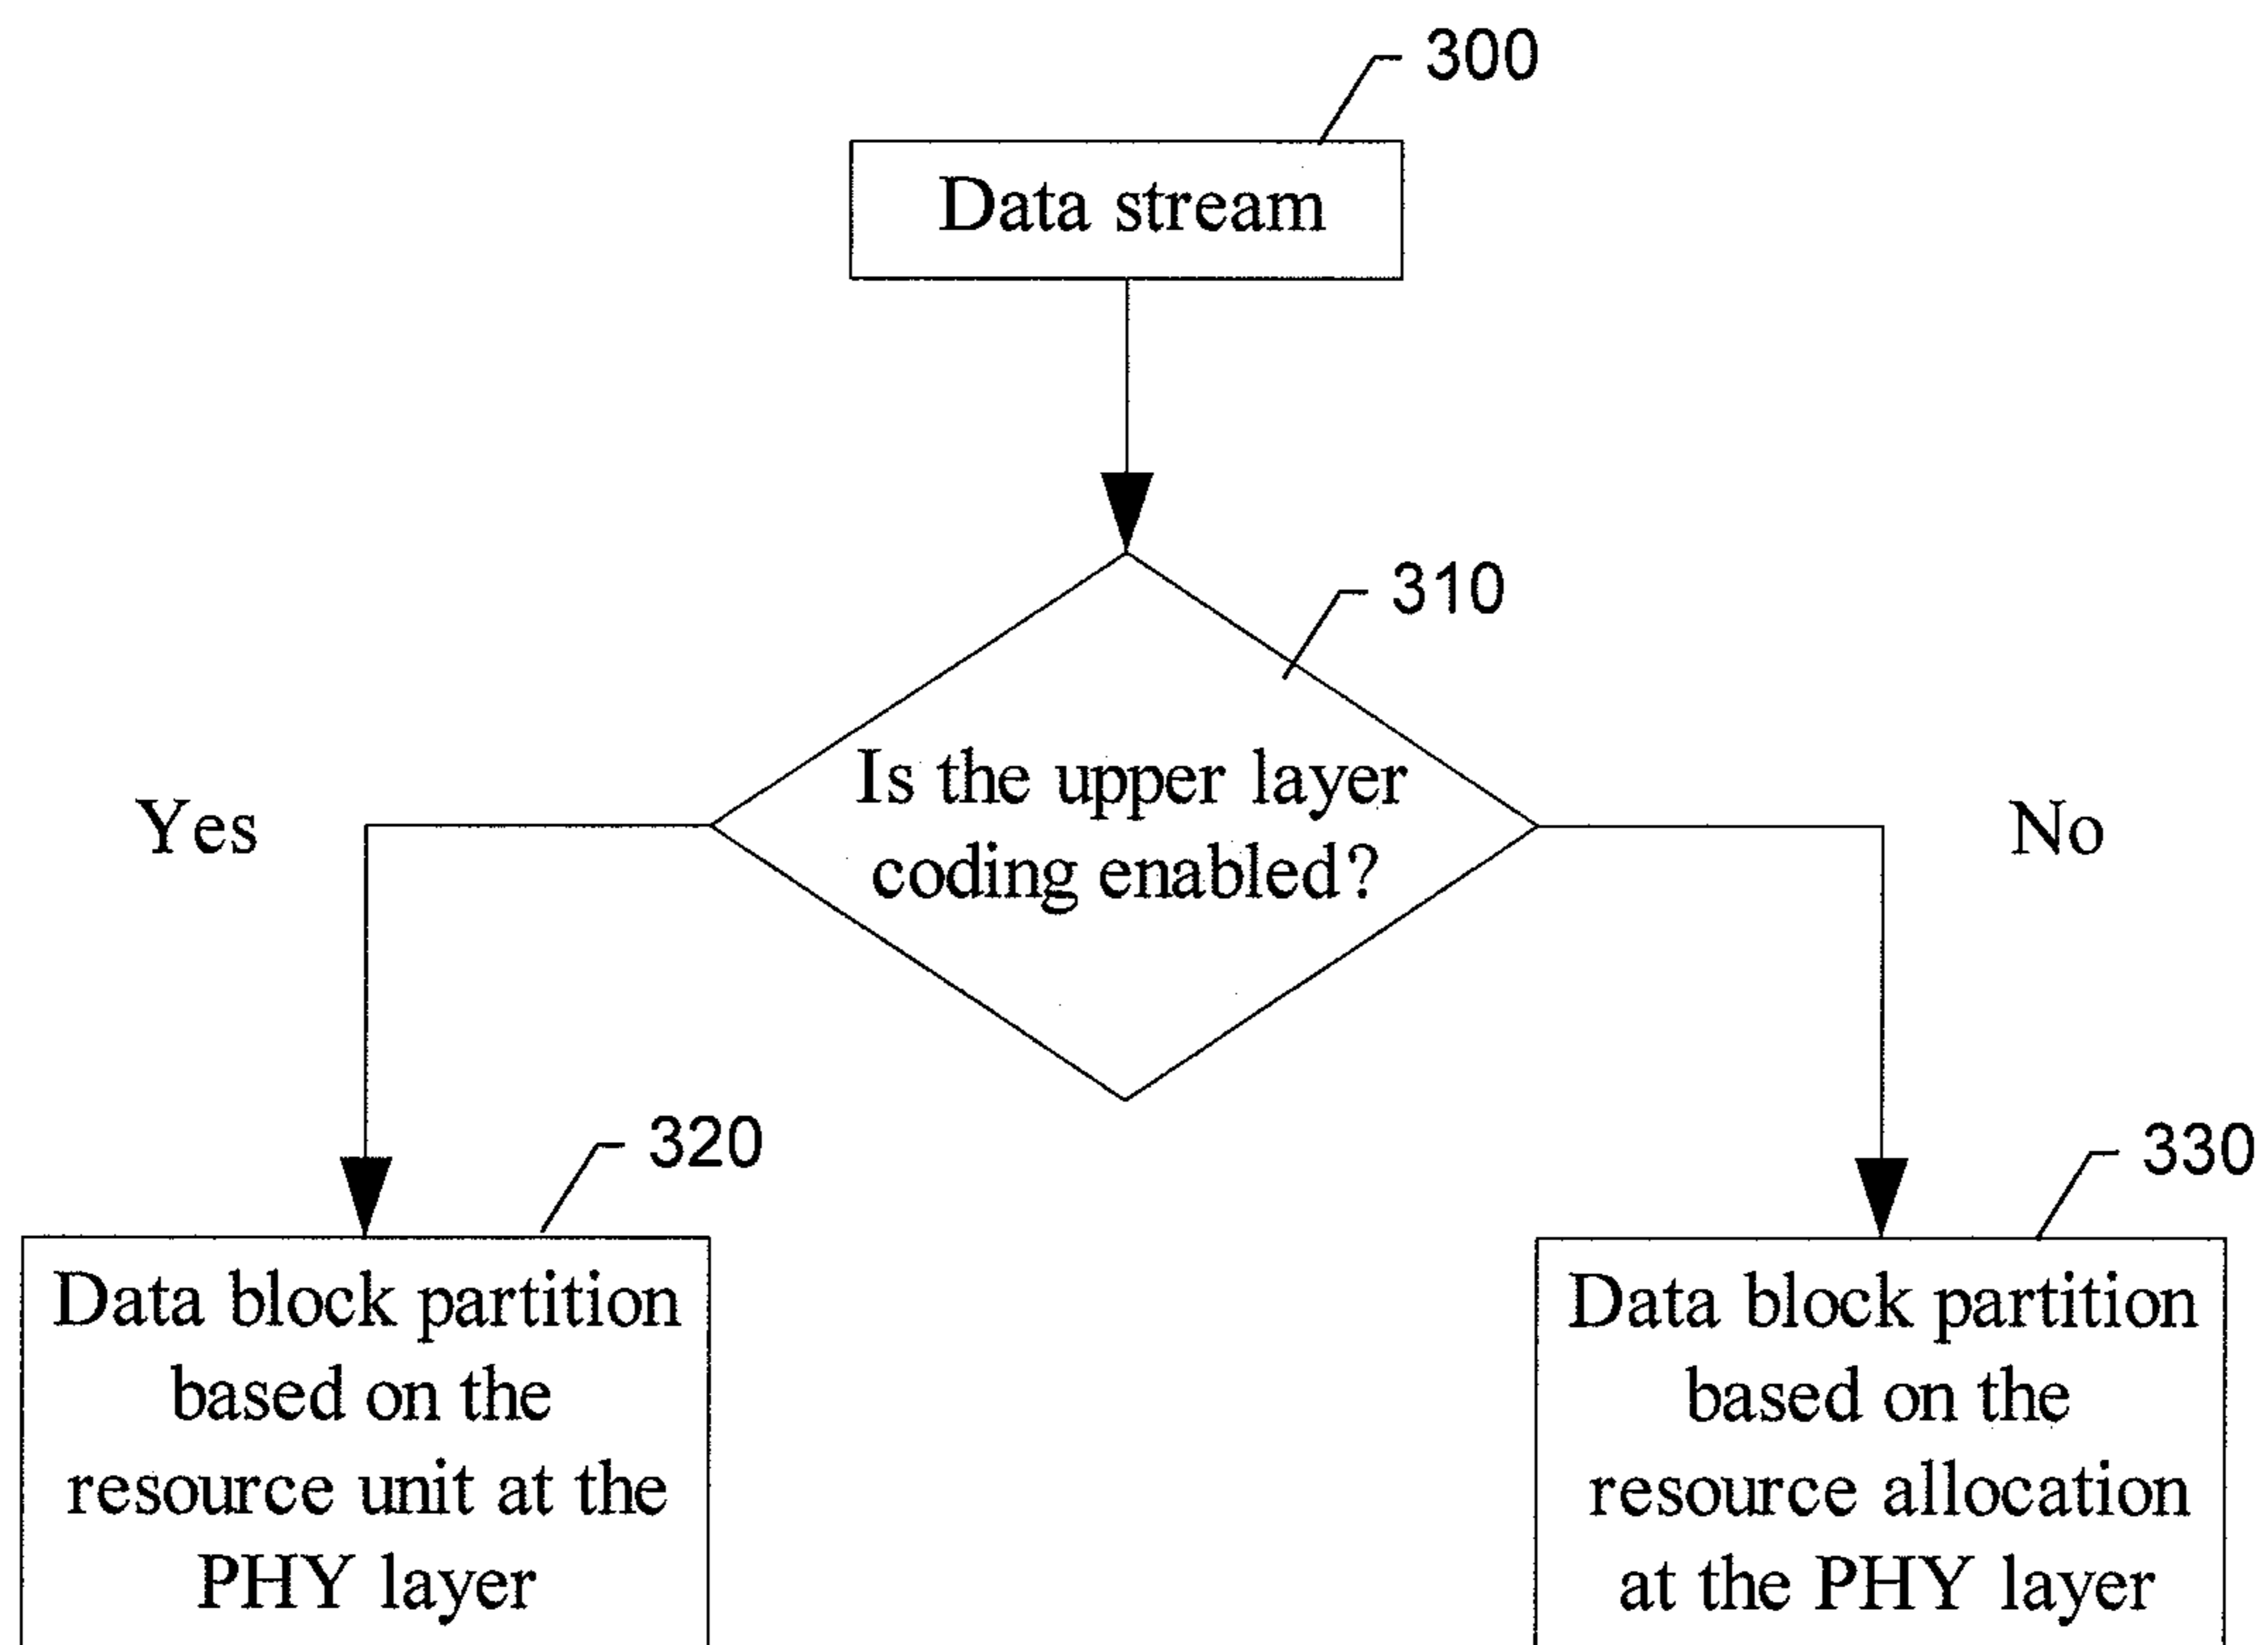 300
Data stream
310
Is the upper layer
coding enabled?
Yes
No
320
330
Data block partition
based on the
resource unit at the
PHY layer
Data block partition
based on the
resource allocation
at the PHY layer